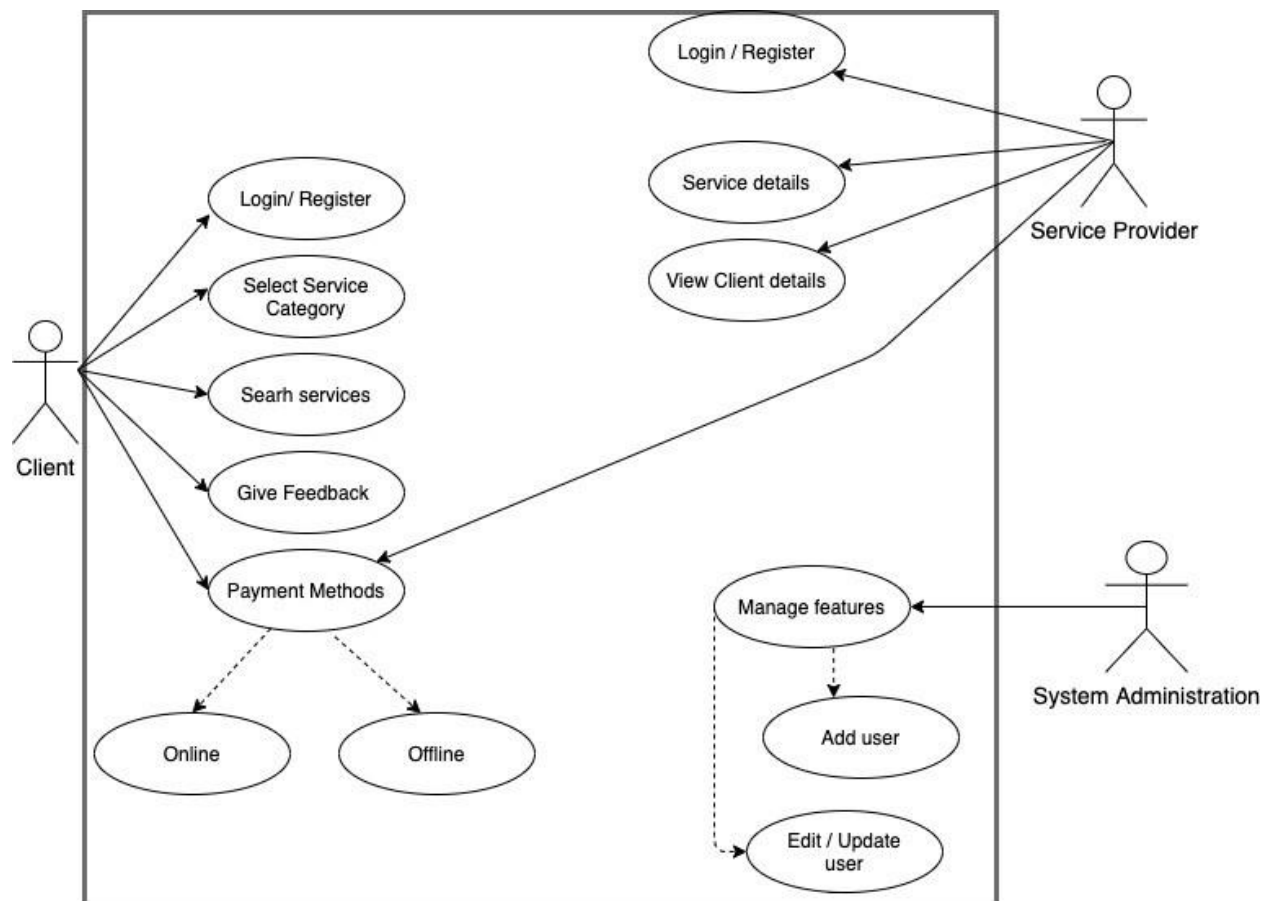 Login / Register
Service details
View Client details
Service Provider
Login/ Register
Select Service
Category
Searh services
Give Feedback
Payment Methods
Client
Online
Offline
Manage features
Add user
Edit / Update
user
System Administration